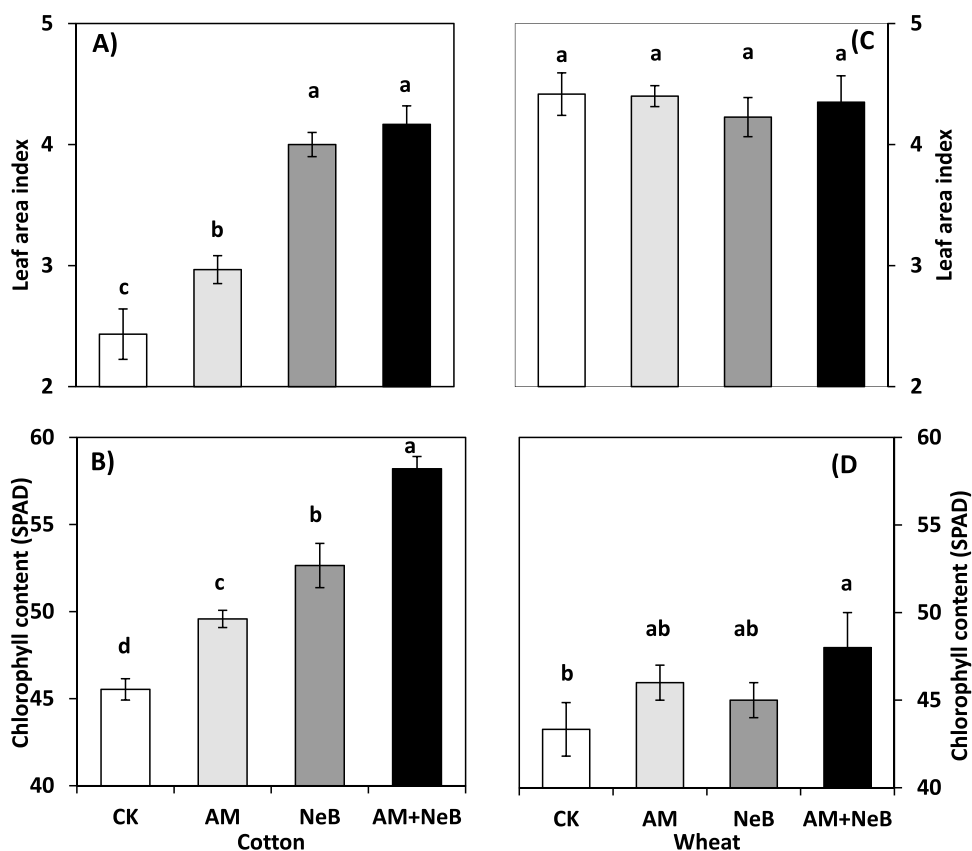 A)
Leaf area index
5
4
3
2
c
b
a
a
(C
Leaf area index
5
4
3
2
a
a
a
a
B)
Chlorophyll content (SPAD)
60
55
50
45
40
d
c
b
a
CK AM NeB AM+NeB
Cotton
(D
Chlorophyll content (SPAD)
60
55
50
45
40
b
ab
ab
a
CK AM NeB AM+NeB
Wheat